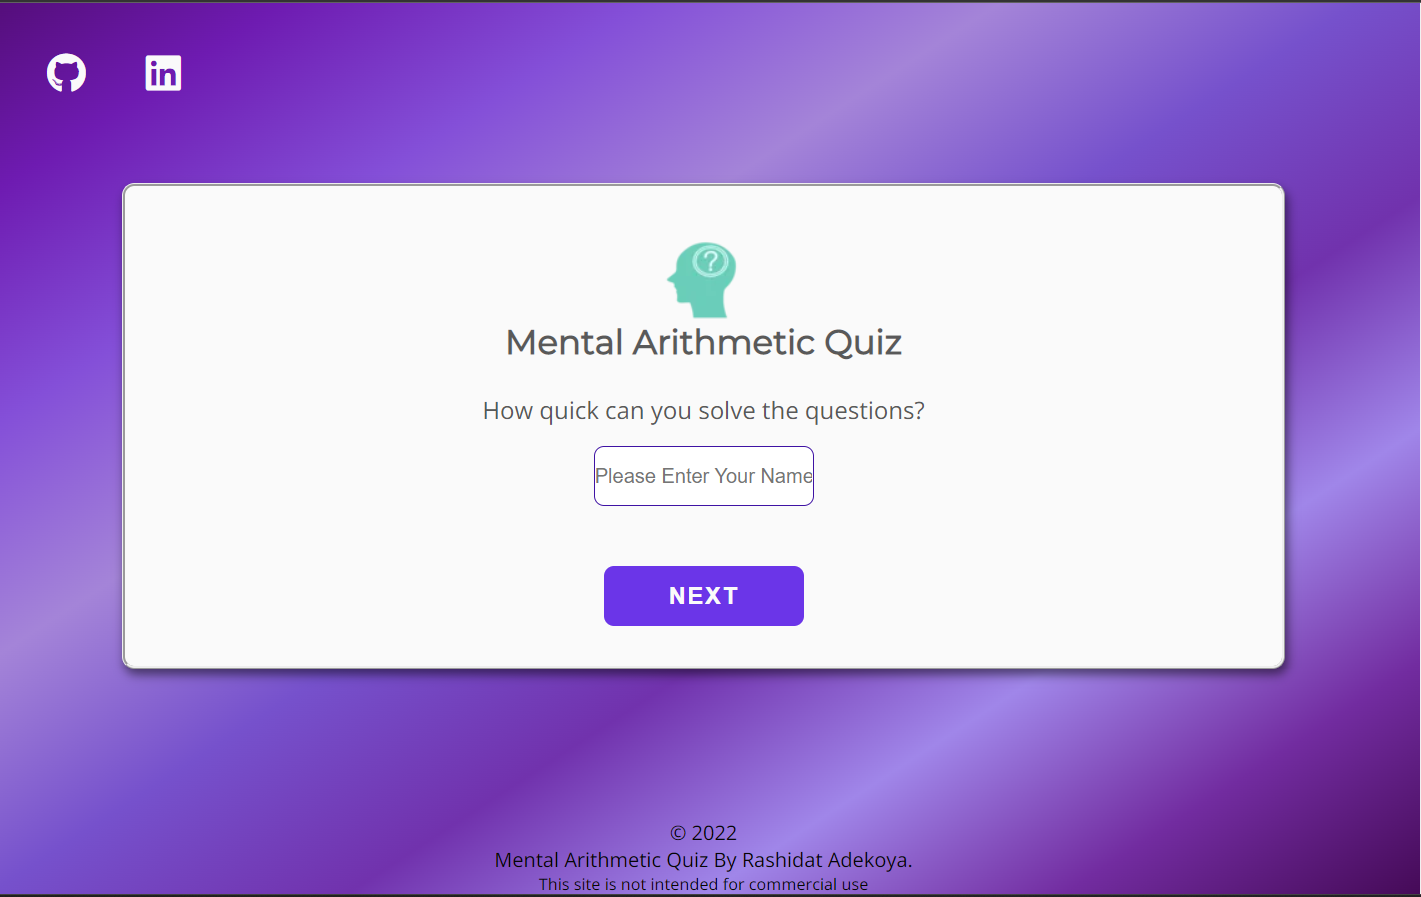 in
?
Mental Arithmetic Quiz
How quick can you solve the questions?
Please Enter Your Name
NEXT
© 2022
Mental Arithmetic Quiz By Rashidat Adekoya.
This site is not intended for commercial use